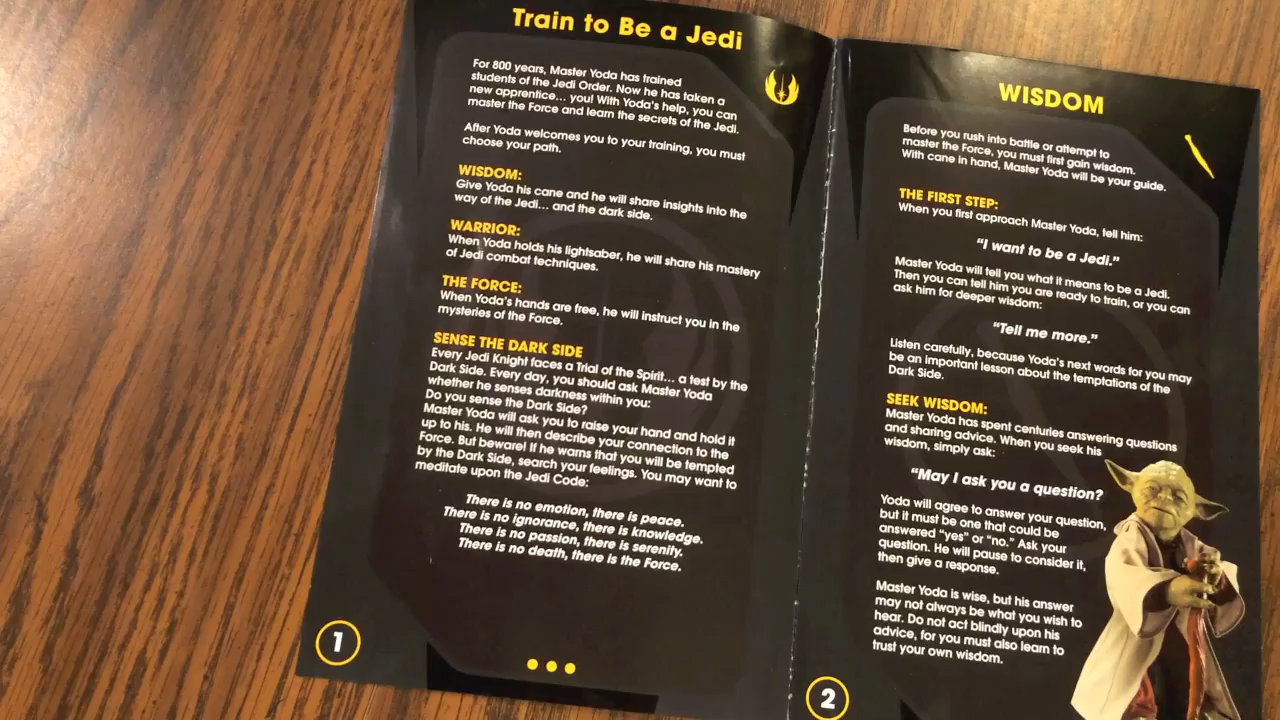 Train to Be a Jedi
For 800 years, Master Yoda has trained
students of the Jedi Order. Now he has taken a
new apprentice... you! With Yoda's help, you can
master the Force and learn the secrets of the Jedi.
After Yoda welcomes you to your training, you must
choose your path.
WISDOM:
Give Yoda his cane and he will share insights into the
way of the Jedi... and the dark side.
WARRIOR:
When Yoda holds his lightsaber, he will share his mastery
of Jedi combat techniques.
THE FORCE:
When Yoda's hands are free, he will instruct you in the
mysteries of the Force.
SENSE THE DARK SIDE
Every Jedi Knight faces a Trial of the Spirit... a test by the
Dark Side. Every day, you should ask Master Yoda
whether he senses darkness within you:
Do you sense the Dark Side?
Master Yoda will ask you to raise your hand and hold it
up to his. He will then describe your connection to the
Force. But beware! If he warns that you will be tempted
by the Dark Side, search your feelings. You may want to
meditate upon the Jedi Code:
There is no emotion, there is peace.
There is no ignorance, there is knowledge.
There is no passion, there is serenity.
There is no death, there is the Force.
1
WISDOM
Before you rush into battle or attempt to
master the Force, you must first gain wisdom.
With cane in hand, Master Yoda will be your guide.
THE FIRST STEP:
When you first approach Master Yoda, tell him:
"I want to be a Jedi."
Master Yoda will tell you what it means to be a Jedi.
Then you can tell him you are ready to train, or you can
ask him for deeper wisdom:
"Tell me more."
Listen carefully, because Yoda's next words for you may
be an important lesson about the temptations of the
Dark Side.
SEEK WISDOM:
Master Yoda has spent centuries answering questions
and sharing advice. When you seek his
wisdom, simply ask:
"May I ask you a question?
Yoda will agree to answer your question,
but it must be one that could be
answered "yes" or "no." Ask your
question. He will pause to consider it,
then give a response.
Master Yoda is wise, but his answer
may not always be what you wish to
hear. Do not act blindly upon his
advice, for you must also learn to
trust your own wisdom.
2